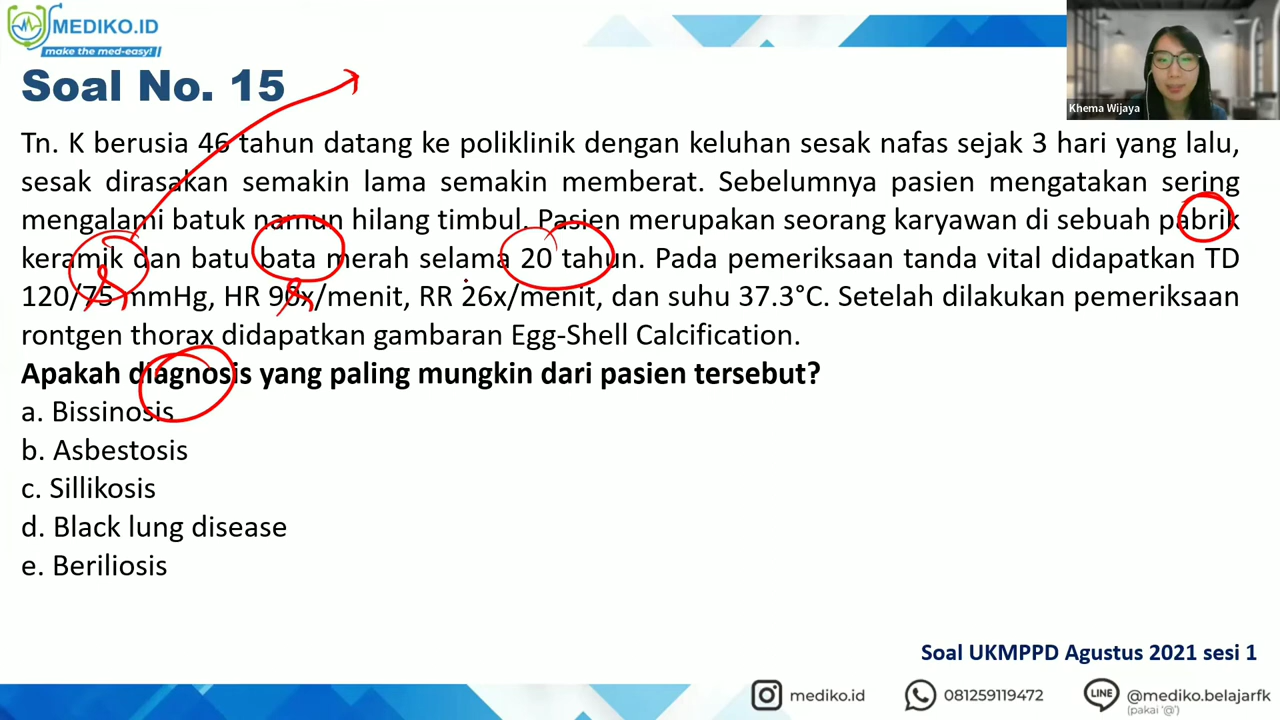 MEDIKO.ID
make the med-easy!
Khema Wijaya
Soal No. 15
Tn. K berusia 46 tahun datang ke poliklinik dengan keluhan sesak nafas sejak 3 hari yang lalu,
sesak dirasakan semakin lama semakin memberat. Sebelumnya pasien mengatakan sering
mengalami batuk namun hilang timbul. Pasien merupakan seorang karyawan di sebuah pabrik
keramik dan batu bata merah selama 20 tahun. Pada pemeriksaan tanda vital didapatkan TD
120/75 mmHg, HR 98x/menit, RR 26x/menit, dan suhu 37.3°C. Setelah dilakukan pemeriksaan
rontgen thorax didapatkan gambaran Egg-Shell Calcification.
Apakah diagnosis yang paling mungkin dari pasien tersebut?
a. Bissinosis
b. Asbestosis
c. Sillikosis
d. Black lung disease
e. Beriliosis
Soal UKMPPD Agustus 2021 sesi 1
mediko.id
081259119472
LINE
@mediko.belajarfk
(pakai '@')